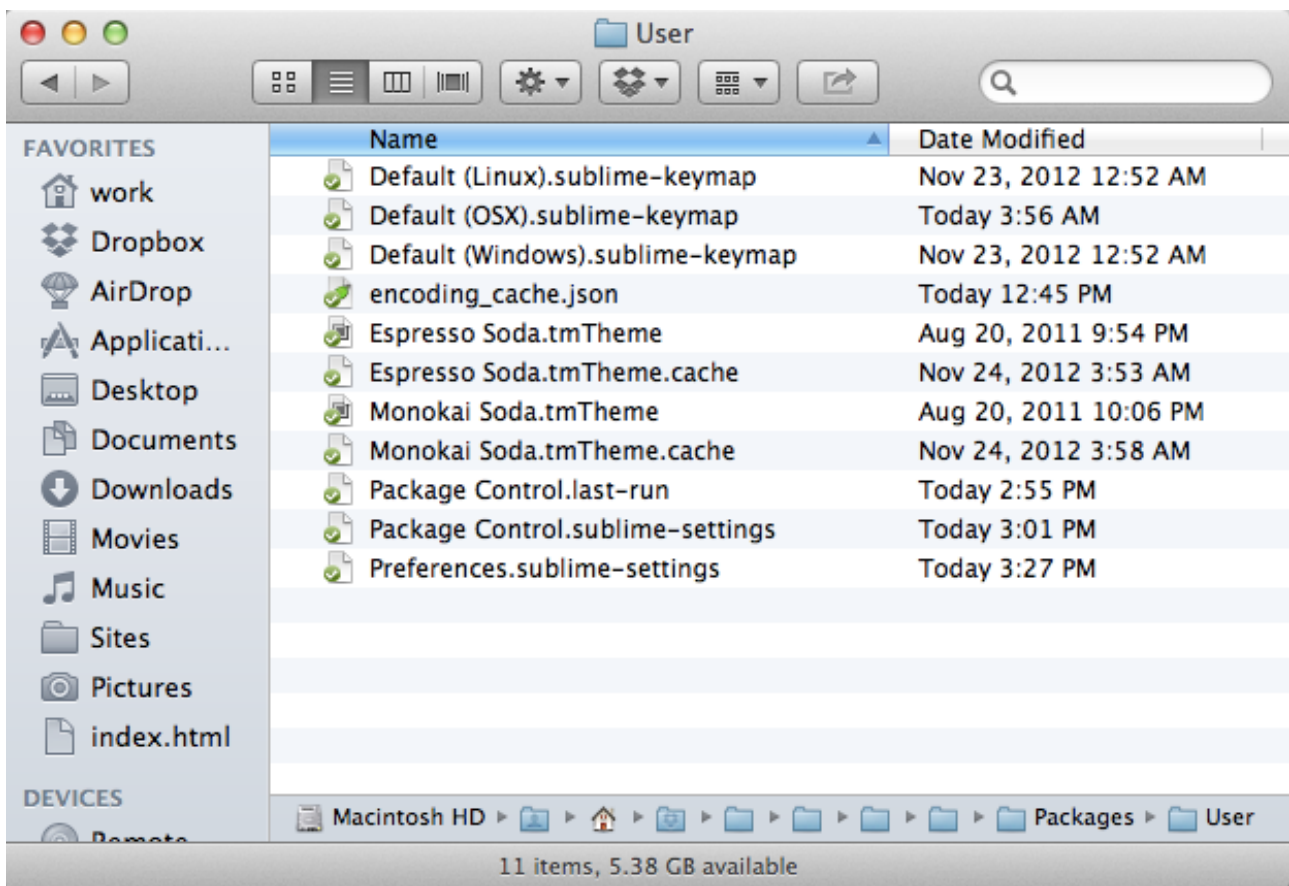 User
FAVORITES
work
Dropbox
AirDrop
Applicati...
Desktop
Documents
Downloads
Movies
Music
Sites
Pictures
index.html
DEVICES
Remote
Name Date Modified
Default (Linux).sublime-keymap Nov 23, 2012 12:52 AM
Default (OSX).sublime-keymap Today 3:56 AM
Default (Windows).sublime-keymap Nov 23, 2012 12:52 AM
encoding_cache.json Today 12:45 PM
Espresso Soda.tmTheme Aug 20, 2011 9:54 PM
Espresso Soda.tmTheme.cache Nov 24, 2012 3:53 AM
Monokai Soda.tmTheme Aug 20, 2011 10:06 PM
Monokai Soda.tmTheme.cache Nov 24, 2012 3:58 AM
Package Control.last-run Today 2:55 PM
Package Control.sublime-settings Today 3:01 PM
Preferences.sublime-settings Today 3:27 PM
Macintosh HD Packages User
11 items, 5.38 GB available